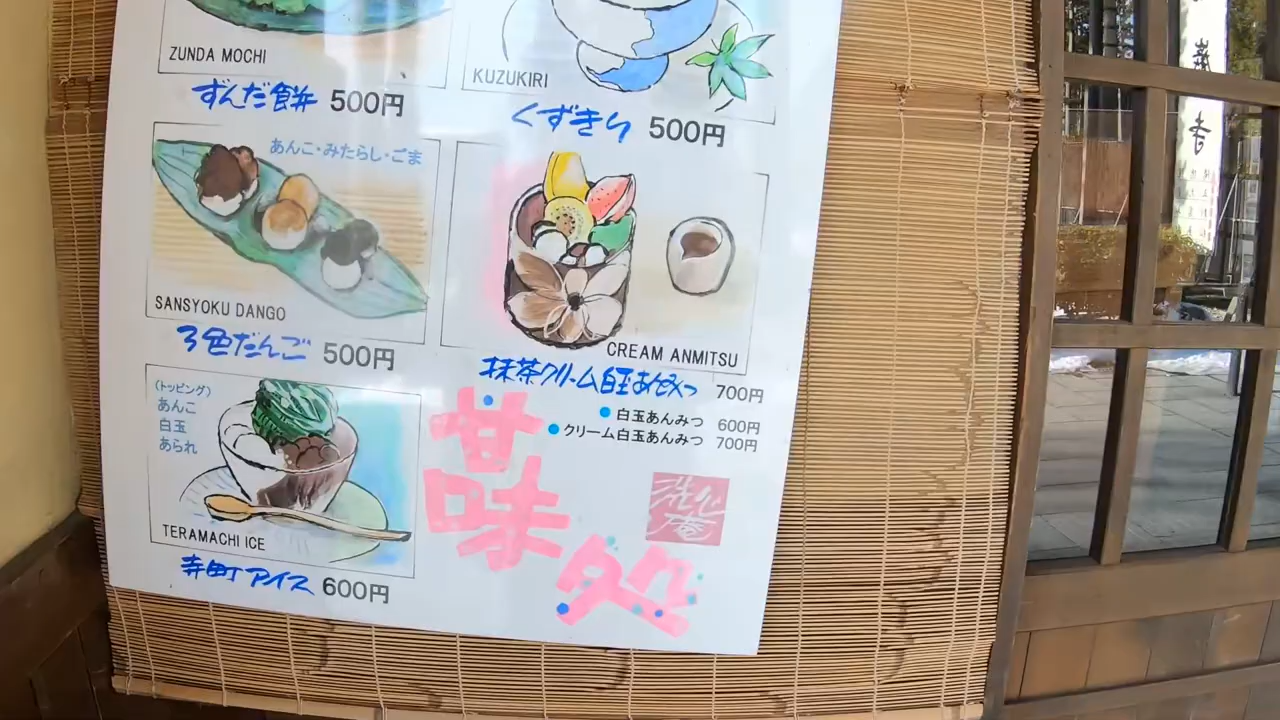 ZUNDA MOCHI
ずんだ餅 500円
KUZUKIRI
くずきり 500円
あんこ・みたらし・ごま
SANSYOKU DANGO
3色だんご 500円
CREAM ANMITSU
抹茶クリーム白玉あんみつ 700円
白玉あんみつ 600円
クリーム白玉あんみつ 700円
(トッピング)
あんこ
白玉
あられ
TERAMACHI ICE
寺町アイス 600円
甘味処
洗心庵